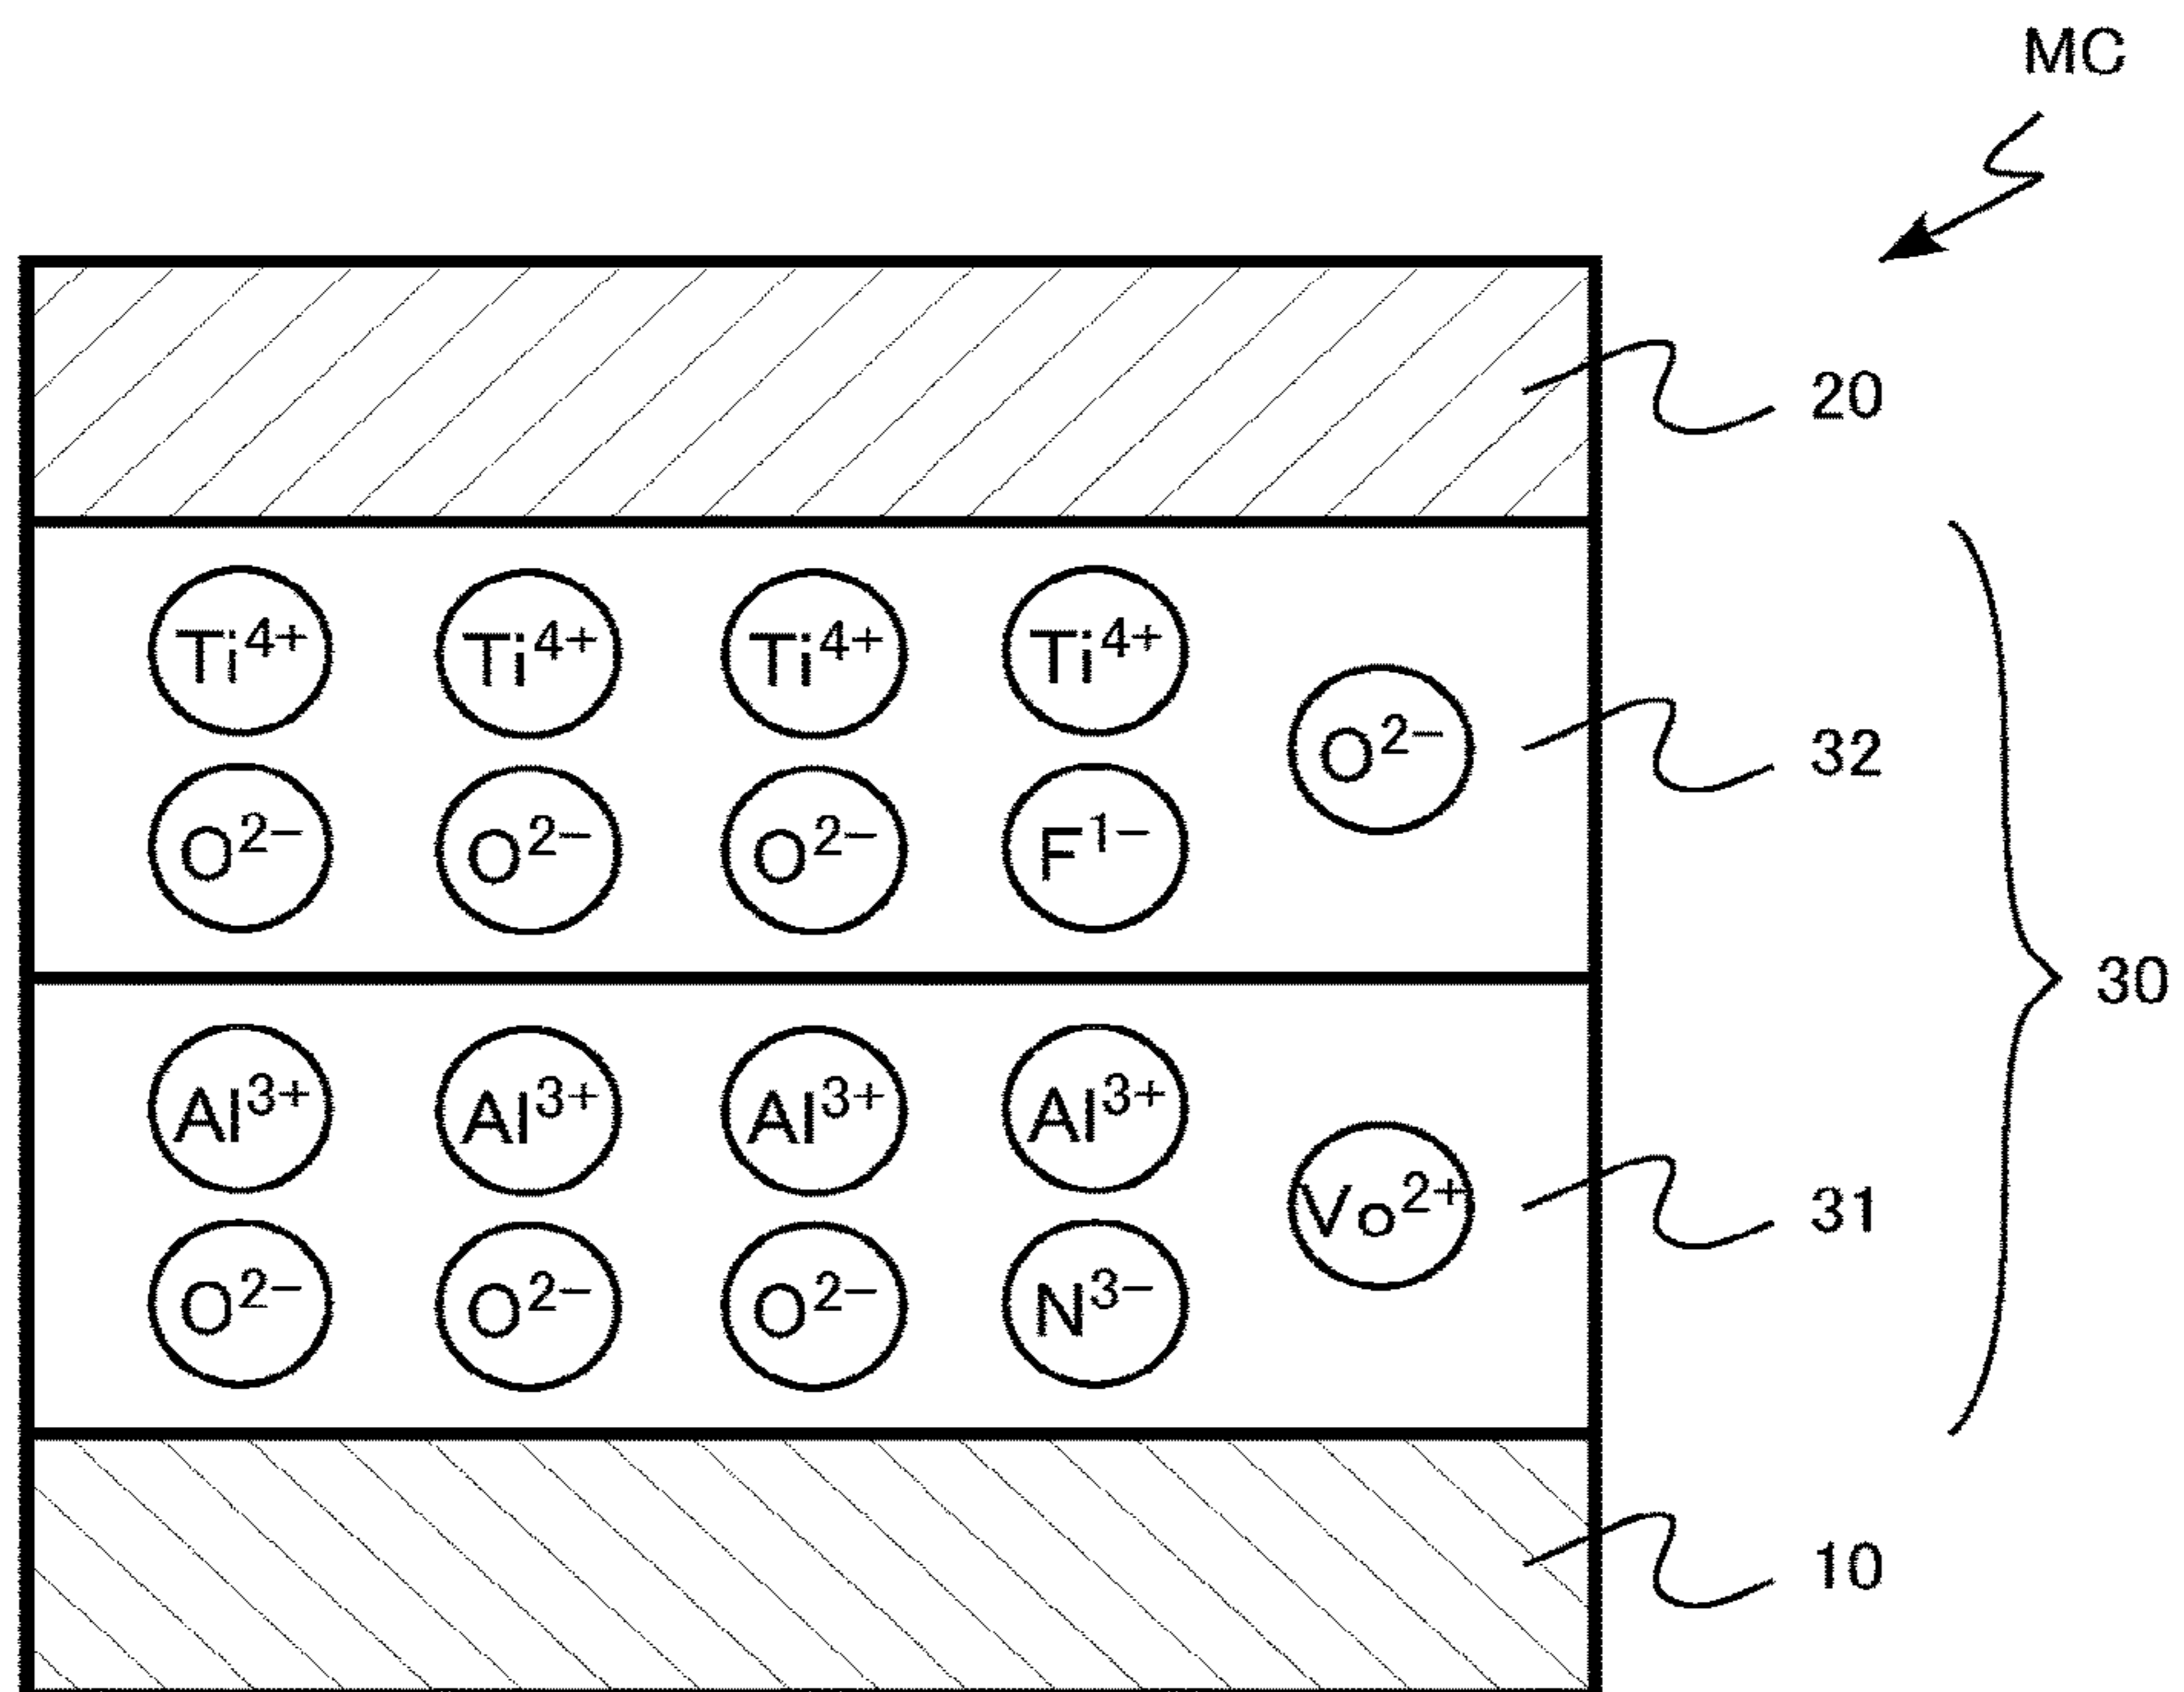 MC
20
Ti⁴⁺ Ti⁴⁺ Ti⁴⁺ Ti⁴⁺
O²⁻ 32
O²⁻ O²⁻ O²⁻ F¹⁻
30
Al³⁺ Al³⁺ Al³⁺ Al³⁺
Vo²⁺ 31
O²⁻ O²⁻ O²⁻ N³⁻
10